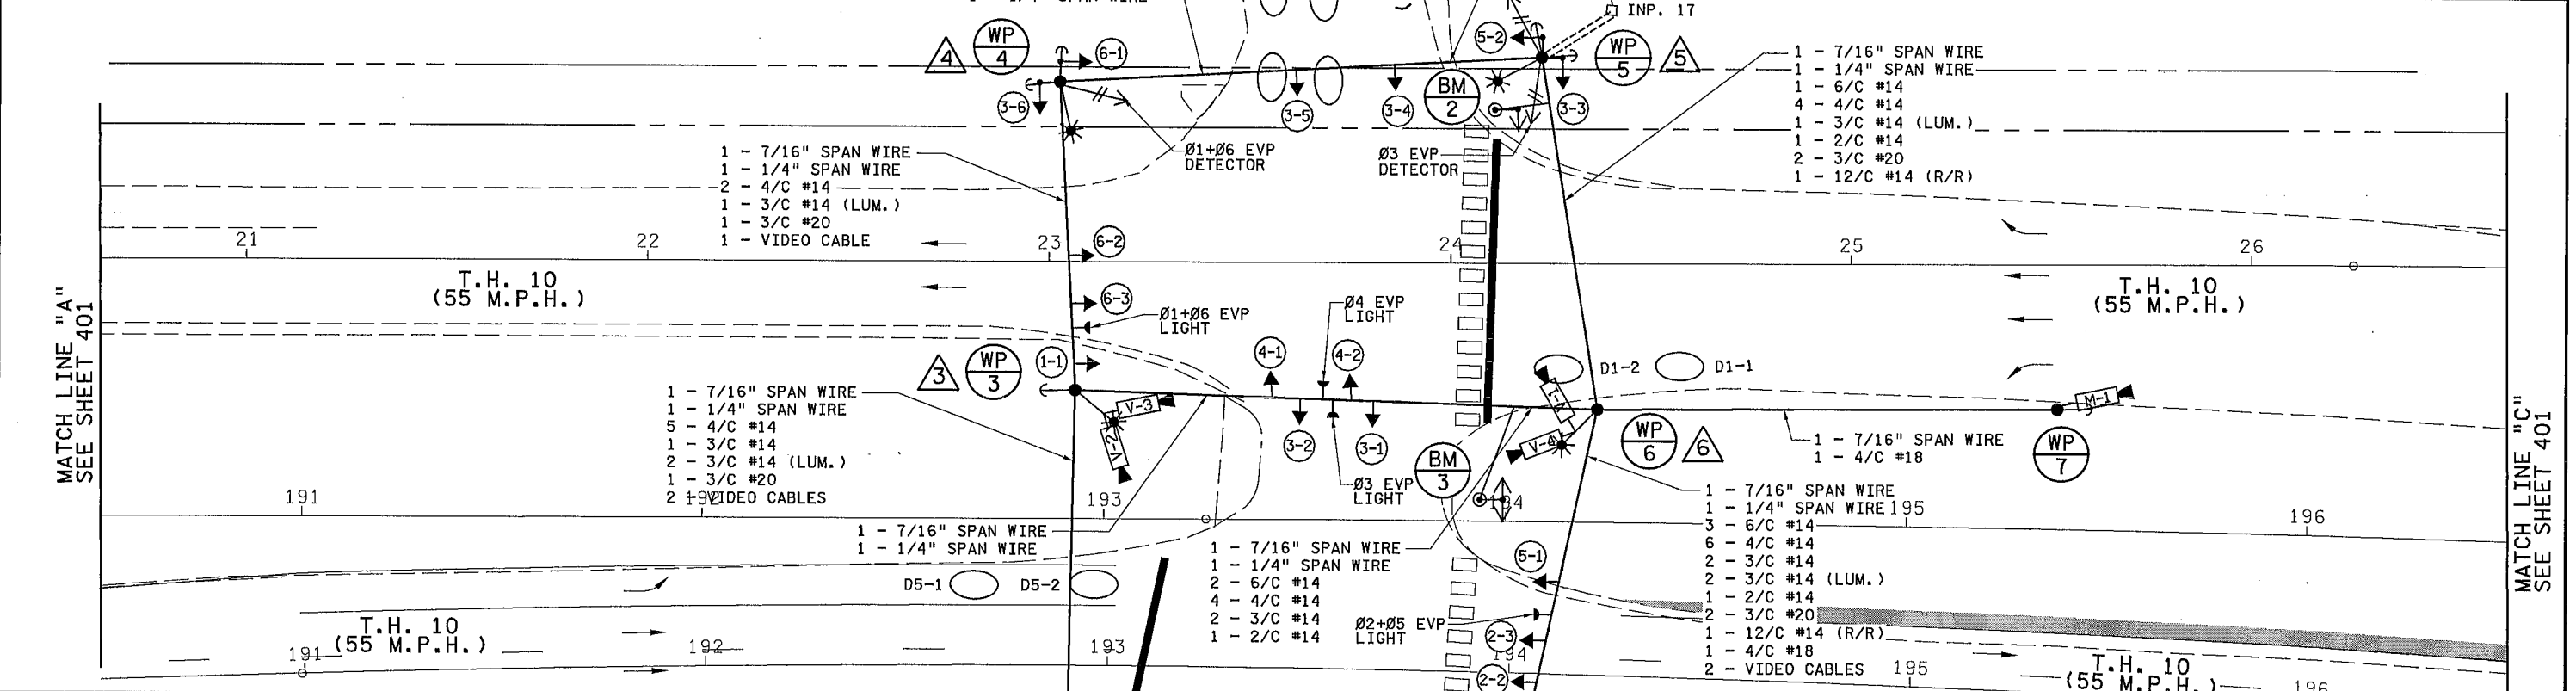 INP. 17
4
WP
4
6-1
5-2
WP
5
5
3-6
3-5
3-4
BM
2
3-3
1 - 7/16" SPAN WIRE
1 - 1/4" SPAN WIRE
1 - 6/C #14
4 - 4/C #14
1 - 3/C #14 (LUM.)
1 - 2/C #14
2 - 3/C #20
1 - 12/C #14 (R/R)
Ø1+Ø6 EVP
DETECTOR
Ø3 EVP
DETECTOR
1 - 7/16" SPAN WIRE
1 - 1/4" SPAN WIRE
2 - 4/C #14
1 - 3/C #14 (LUM.)
1 - 3/C #20
1 - VIDEO CABLE
21
22
23
24
25
26
6-2
6-3
T.H. 10
(55 M.P.H.)
T.H. 10
(55 M.P.H.)
Ø1+Ø6 EVP
LIGHT
Ø4 EVP
LIGHT
MATCH LINE "A"
SEE SHEET 401
3
WP
3
1-1
4-1
4-2
D1-2
D1-1
V-3
V-2
V-1
V-4
M-1
1 - 7/16" SPAN WIRE
1 - 1/4" SPAN WIRE
5 - 4/C #14
1 - 3/C #14
2 - 3/C #14 (LUM.)
1 - 3/C #20
2 - VIDEO CABLES
3-2
3-1
BM
3
WP
6
6
1 - 7/16" SPAN WIRE
1 - 4/C #18
WP
7
MATCH LINE "C"
SEE SHEET 401
Ø3 EVP
LIGHT
191
192
193
194
195
196
1 - 7/16" SPAN WIRE
1 - 1/4" SPAN WIRE
1 - 7/16" SPAN WIRE
1 - 1/4" SPAN WIRE
2 - 6/C #14
4 - 4/C #14
2 - 3/C #14
1 - 2/C #14
1 - 7/16" SPAN WIRE
1 - 1/4" SPAN WIRE
3 - 6/C #14
6 - 4/C #14
2 - 3/C #14
2 - 3/C #14 (LUM.)
1 - 2/C #14
2 - 3/C #20
1 - 12/C #14 (R/R)
1 - 4/C #18
2 - VIDEO CABLES
D5-1
D5-2
5-1
Ø2+Ø5 EVP
LIGHT
2-3
2-2
T.H. 10
(55 M.P.H.)
191
192
193
194
195
196
T.H. 10
(55 M.P.H.)